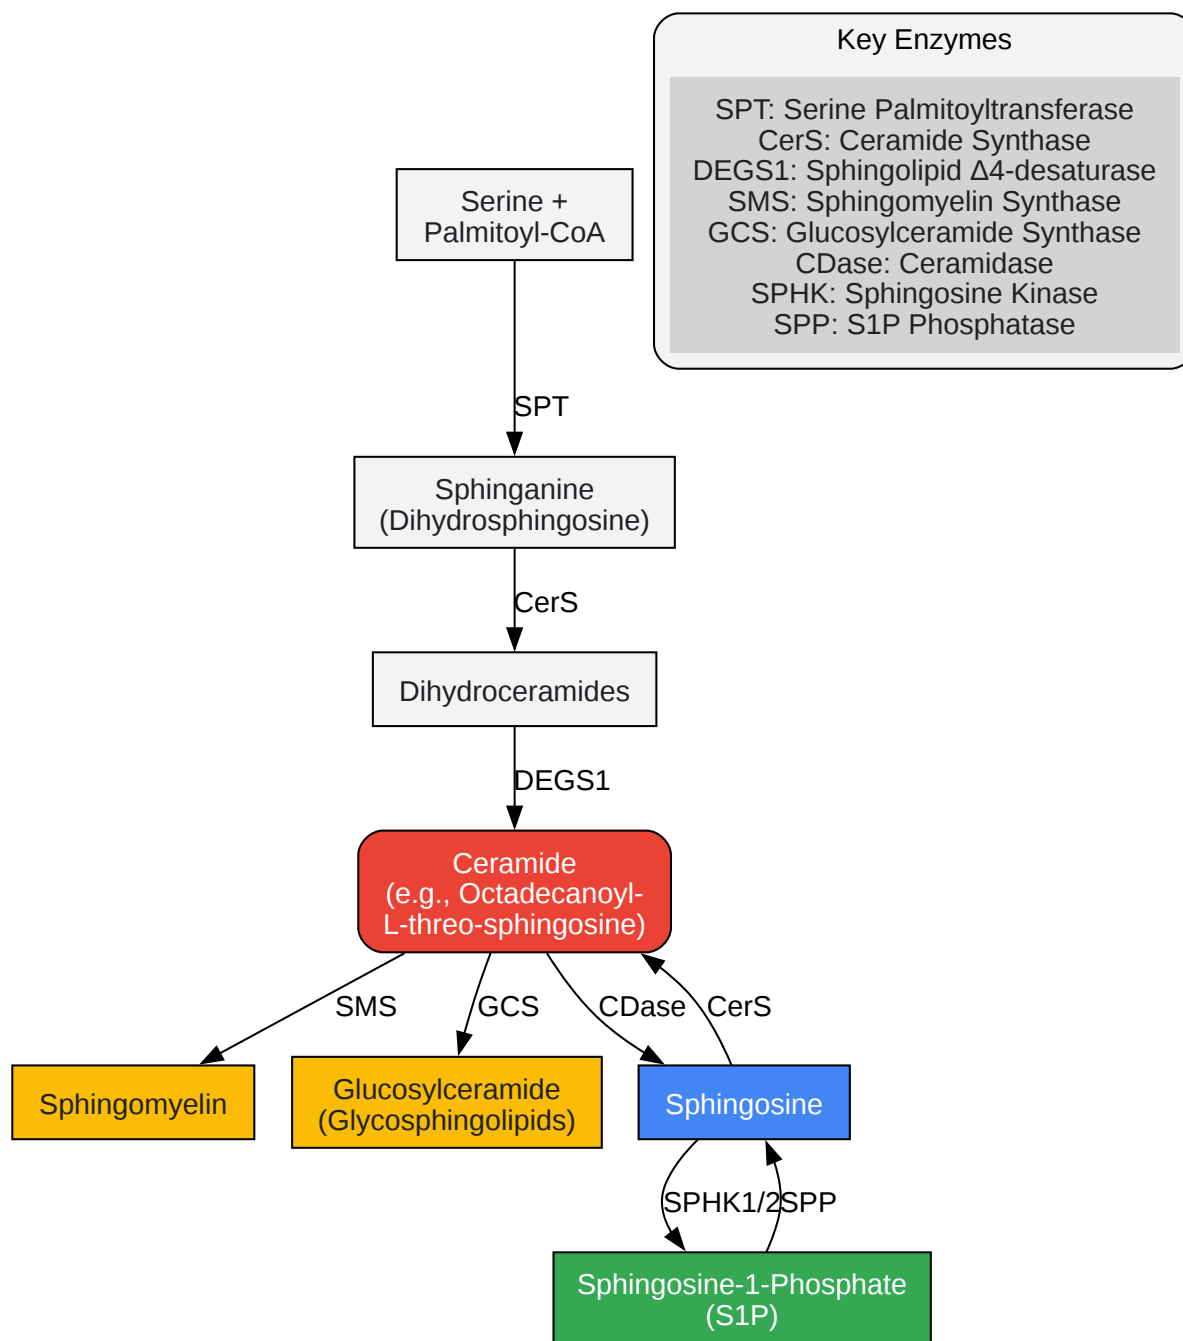 Key Enzymes
SPT: Serine Palmitoyltransferase
CerS: Ceramide Synthase
DEGS1: Sphingolipid Δ4-desaturase
SMS: Sphingomyelin Synthase
GCS: Glucosylceramide Synthase
CDase: Ceramidase
SPHK: Sphingosine Kinase
SPP: S1P Phosphatase
Serine +
Palmitoyl-CoA
SPT
Sphinganine
(Dihydrosphingosine)
CerS
Dihydroceramides
DEGS1
Ceramide
(e.g., Octadecanoyl-
L-threo-sphingosine)
SMS
GCS
CDase
CerS
Sphingomyelin
Glucosylceramide
(Glycosphingolipids)
Sphingosine
SPHK1/2
SPP
Sphingosine-1-Phosphate
(S1P)